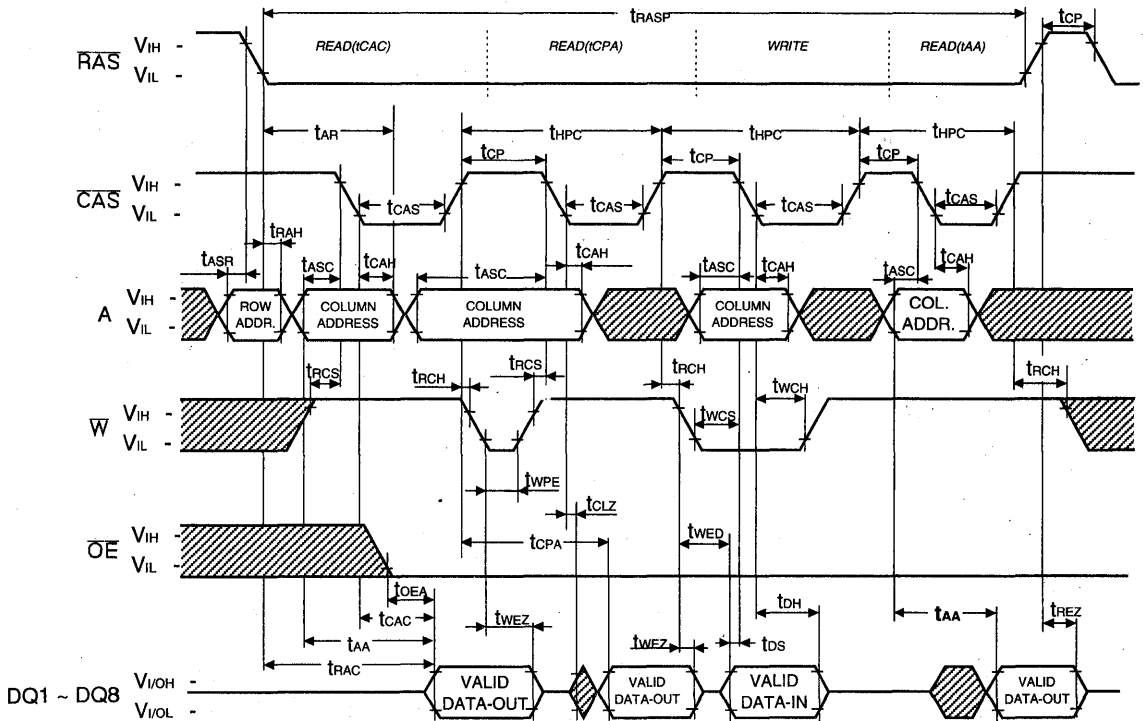 tRASP tCP
VIH - READ(tCAC) READ(tCPA) WRITE READ(tAA)
RAS
VIL -
tAR tHPC tHPC tHPC
tCP tCP tCP
VIH -
CAS
VIL - tCAS tCAS tCAS tCAS
tRAH
tASR tASC tCAH tASC tCAH tASC tCAH tASC tCAH
VIH -
A ROW ADDR. COLUMN ADDRESS COLUMN ADDRESS COLUMN ADDRESS COL. ADDR.
VIL -
tRCS tRCH tRCS tRCH tWCH tRCH
VIH -
W tWCS
VIL -
tWPE tCLZ
VIH - tCPA tWED
OE
VIL -
tOEA
tCAC tWEZ tDH tAA tREZ
tAA tWEZ tDS
tRAC
VI/OH -
DQ1 ~ DQ8 VALID DATA-OUT VALID DATA-OUT VALID DATA-IN VALID DATA-OUT
VI/OL -